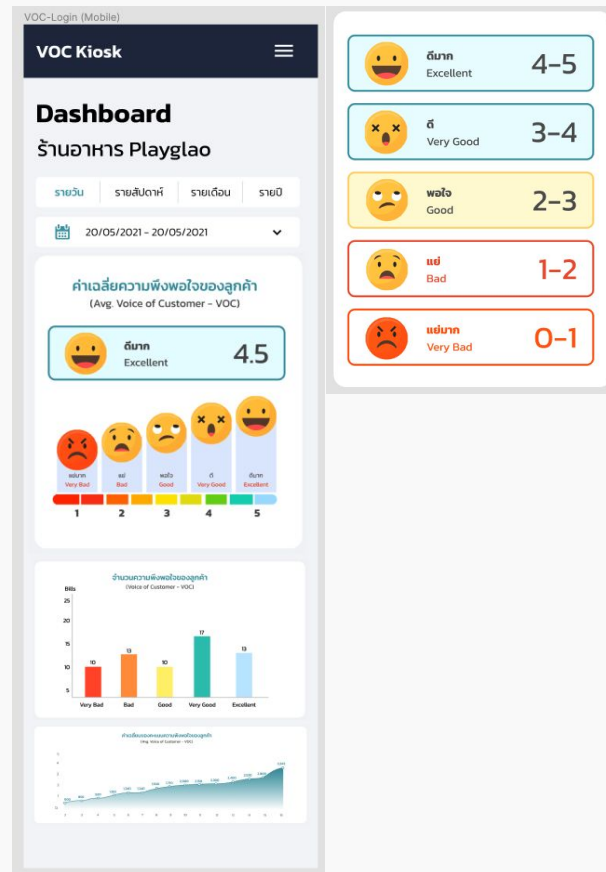 VOC-Login (Mobile)
VOC Kiosk
Dashboard
ร้านอาหาร Playglao
รายวัน รายสัปดาห์ รายเดือน รายปี
20/05/2021 - 20/05/2021
ค่าเฉลี่ยความพึงพอใจของลูกค้า
(Avg. Voice of Customer - VOC)
ดีมาก
Excellent
4.5
แย่มาก แย่ พอใจ ดี ดีมาก
Very Bad Bad Good Very Good Excellent
1 2 3 4 5
จำนวนความพึงพอใจของลูกค้า
(Voice of Customer - VOC)
Bills
25
20
15
10
5
10 13 10 17 13
Very Bad Bad Good Very Good Excellent
(Avg. Voice of Customer - VOC)
ดีมาก
Excellent
4-5
ดี
Very Good
3-4
พอใจ
Good
2-3
แย่
Bad
1-2
แย่มาก
Very Bad
0-1